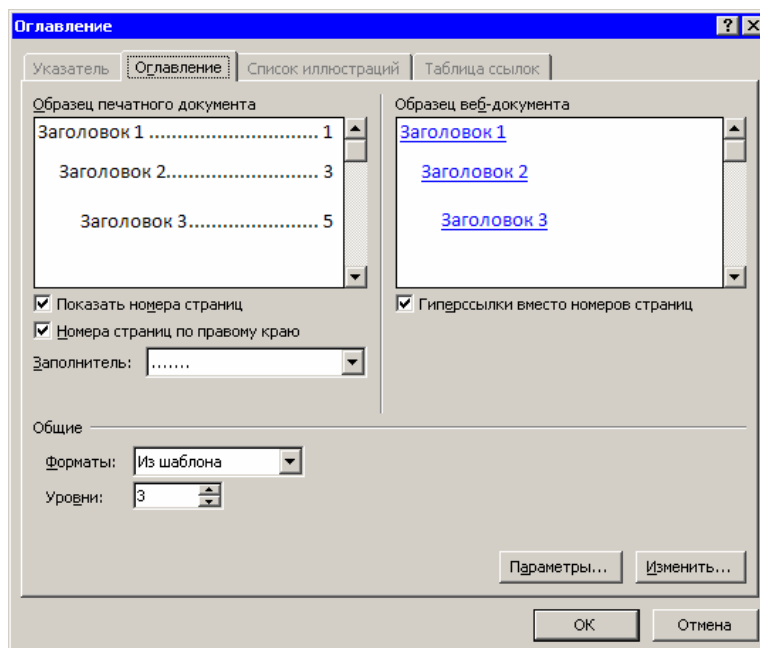 Оглавление
Указатель Оглавление Список иллюстраций Таблица ссылок
Образец печатного документа
Заголовок 1 ............................... 1
Заголовок 2........................... 3
Заголовок 3....................... 5
Показать номера страниц
Номера страниц по правому краю
Заполнитель: .......
Образец веб-документа
Заголовок 1
Заголовок 2
Заголовок 3
Гиперссылки вместо номеров страниц
Общие
Форматы: Из шаблона
Уровни: 3
Параметры... Изменить...
ОК Отмена